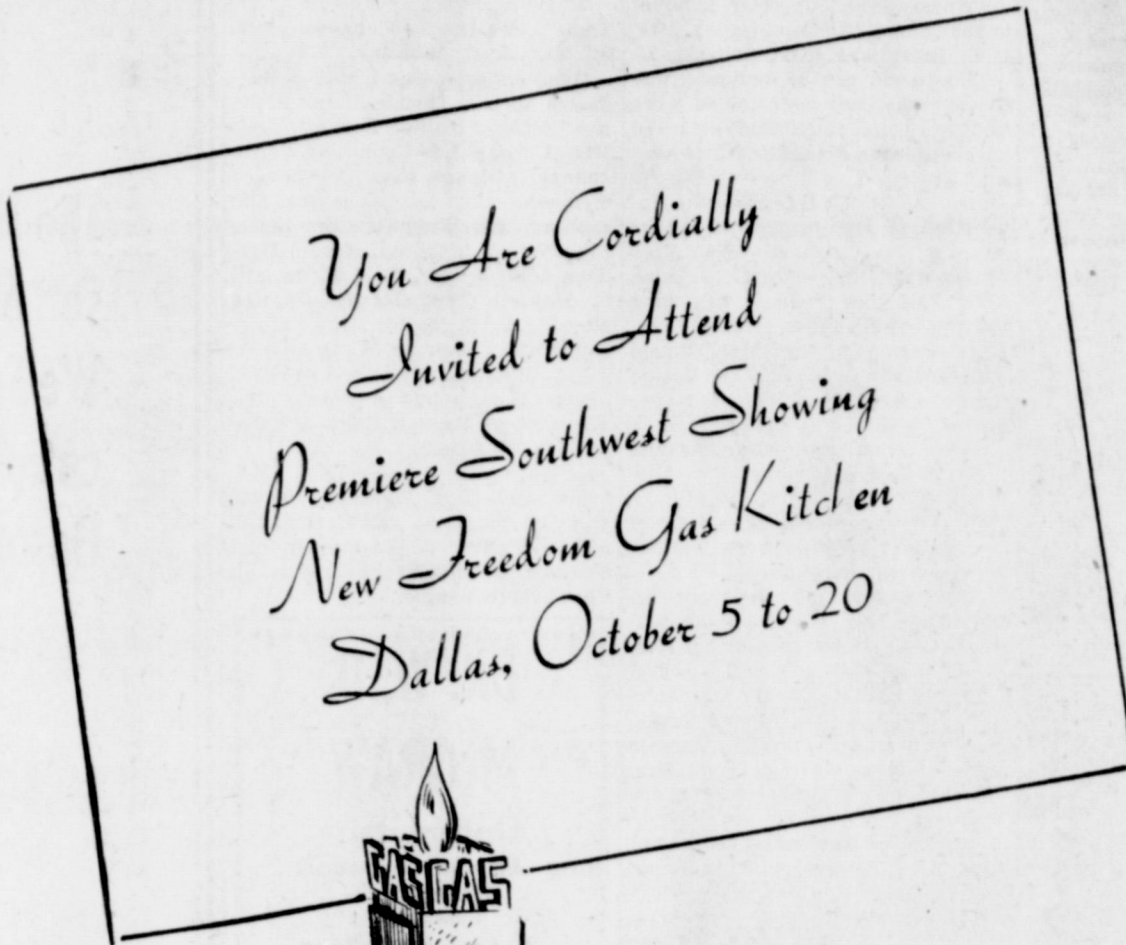 You Are Cordially
Invited to Attend
Premiere Southwest Showing
New Freedom Gas Kitchen
Dallas, October 5 to 20
GAS GAS